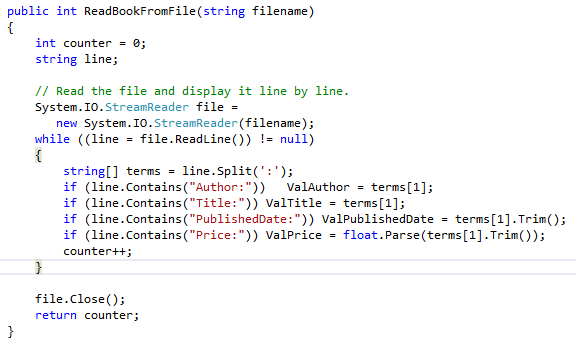 public int ReadBookFromFile(string filename)
{
    int counter = 0;
    string line;

    // Read the file and display it line by line.
    System.IO.StreamReader file =
       new System.IO.StreamReader(filename);
    while ((line = file.ReadLine()) != null)
    {
        string[] terms = line.Split(':');
        if (line.Contains("Author:"))   ValAuthor = terms[1];
        if (line.Contains("Title:")) ValTitle = terms[1];
        if (line.Contains("PublishedDate:")) ValPublishedDate = terms[1].Trim();
        if (line.Contains("Price:")) ValPrice = float.Parse(terms[1].Trim());
        counter++;
    }

    file.Close();
    return counter;
}